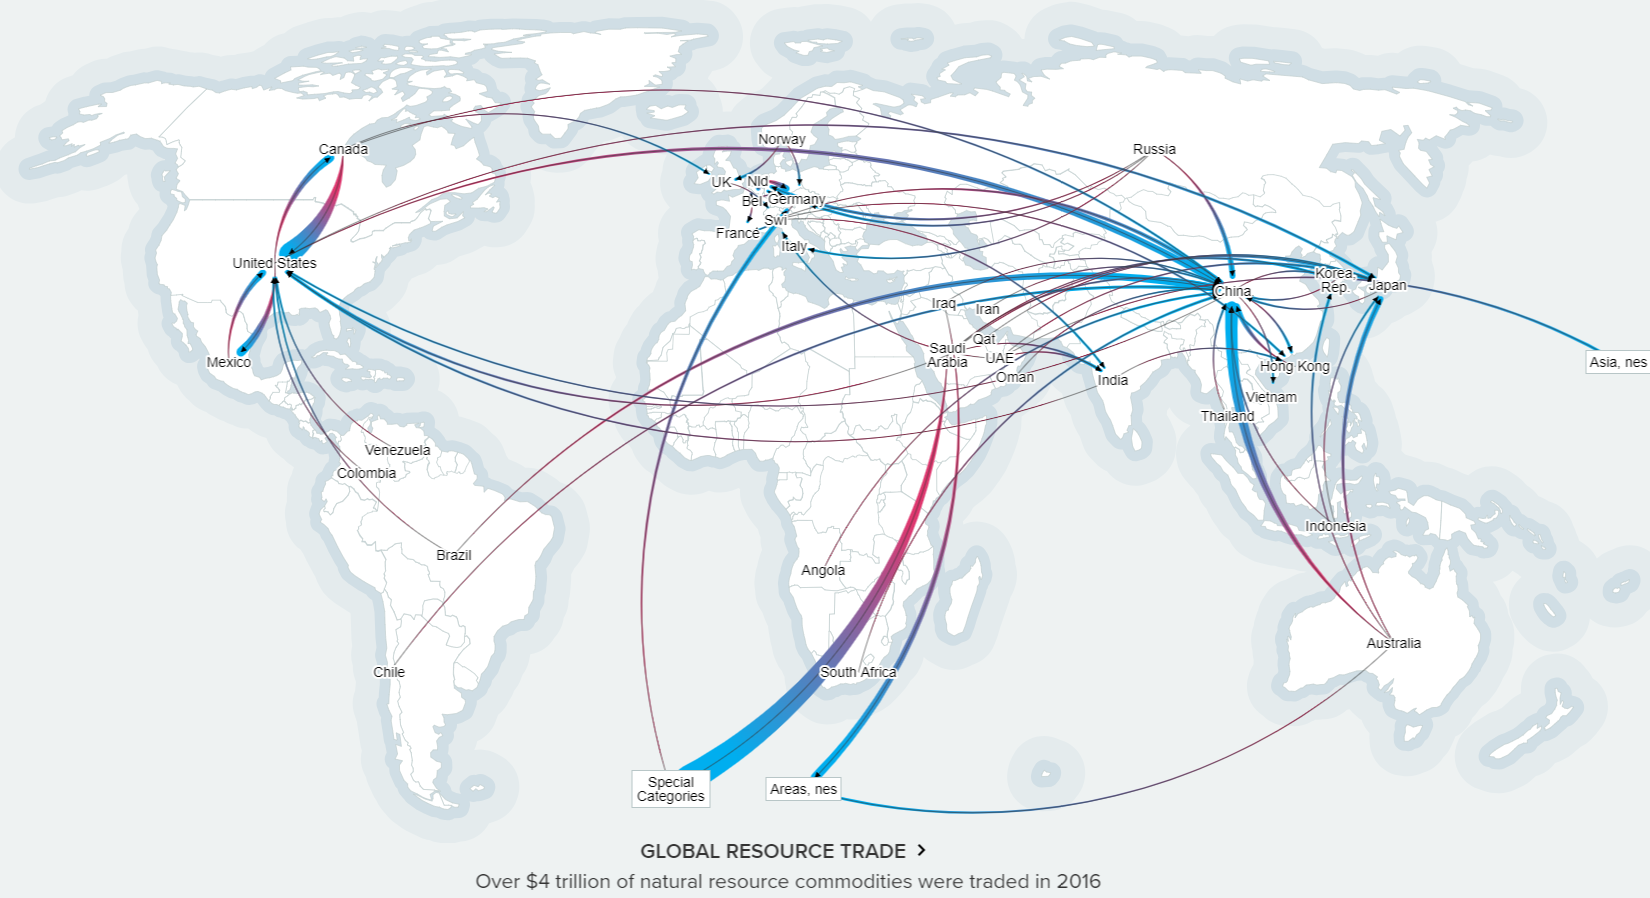 Norway
Canada
Russia
UK
Nld
Bel
Germany
Swi
France
Italy
United States
Korea,
Rep.
Japan
China
Iraq
Iran
Qat
Saudi
Arabia
UAE
Oman
India
Hong Kong
Asia, nes
Mexico
Vietnam
Thailand
Venezuela
Colombia
Indonesia
Brazil
Angola
Australia
Chile
South Africa
Special
Categories
Areas, nes
GLOBAL RESOURCE TRADE >
Over $4 trillion of natural resource commodities were traded in 2016